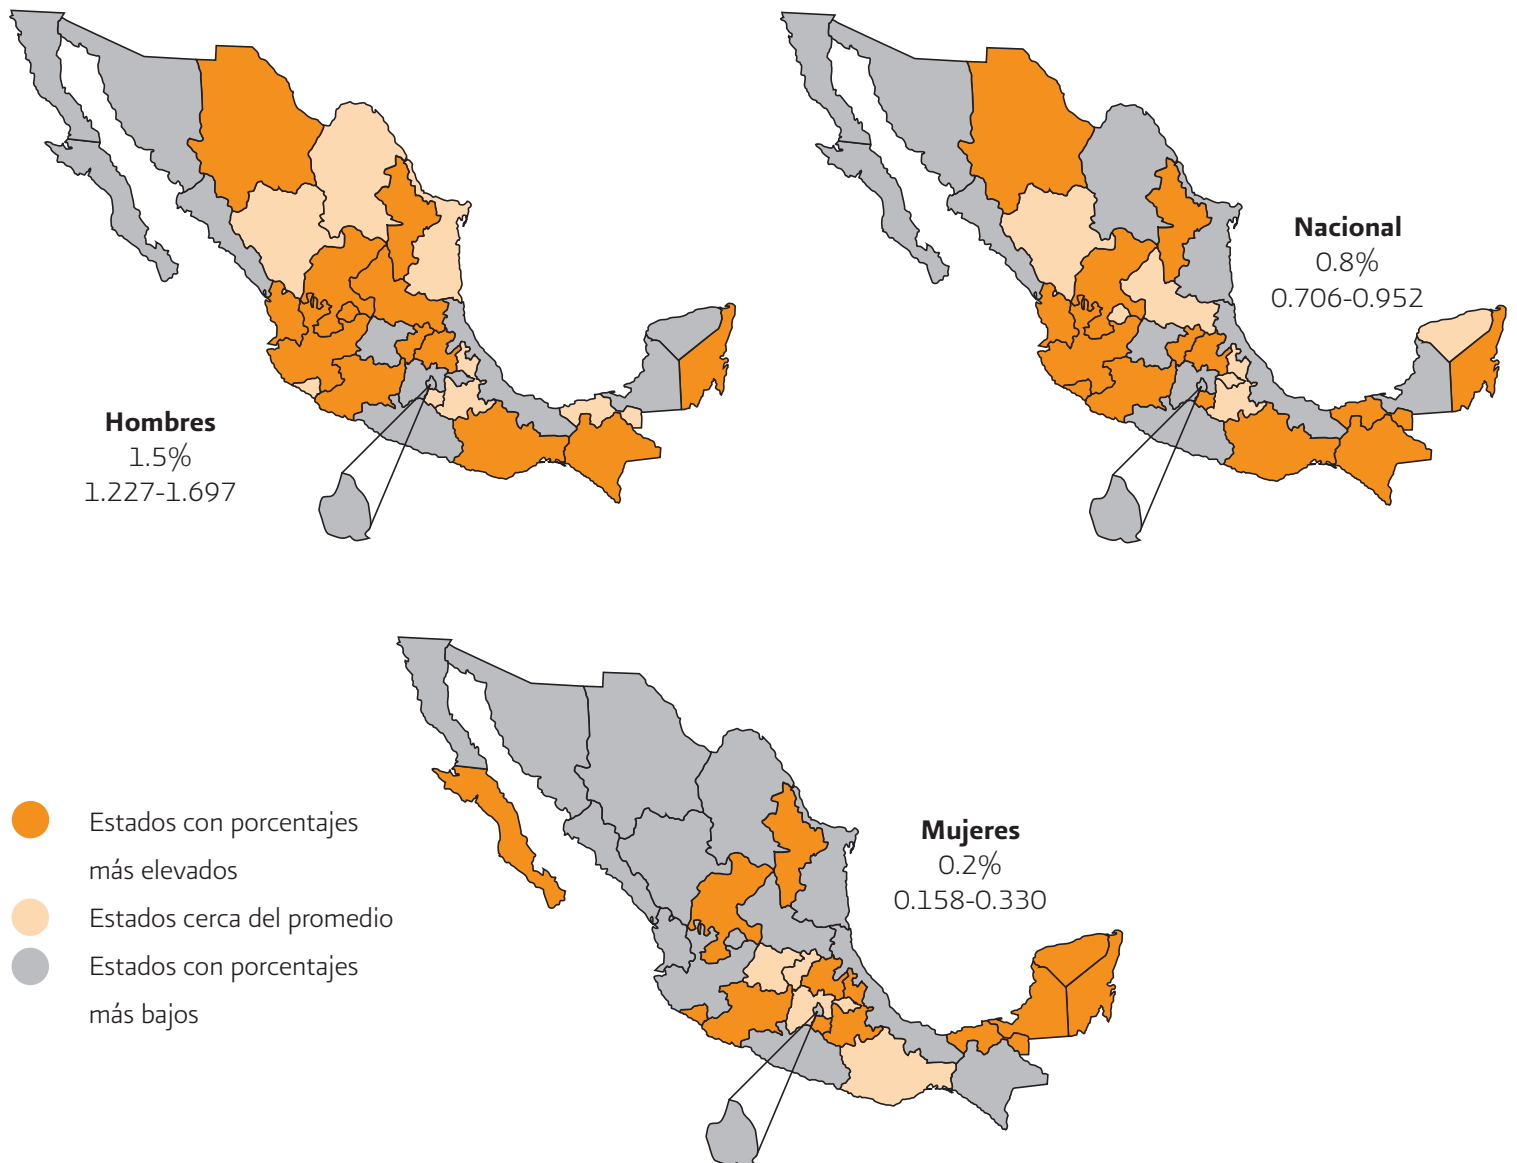 Nacional
0.8%
0.706-0.952
Hombres
1.5%
1.227-1.697
Mujeres
0.2%
0.158-0.330
Estados con porcentajes
más elevados
Estados cerca del promedio
Estados con porcentajes
más bajos